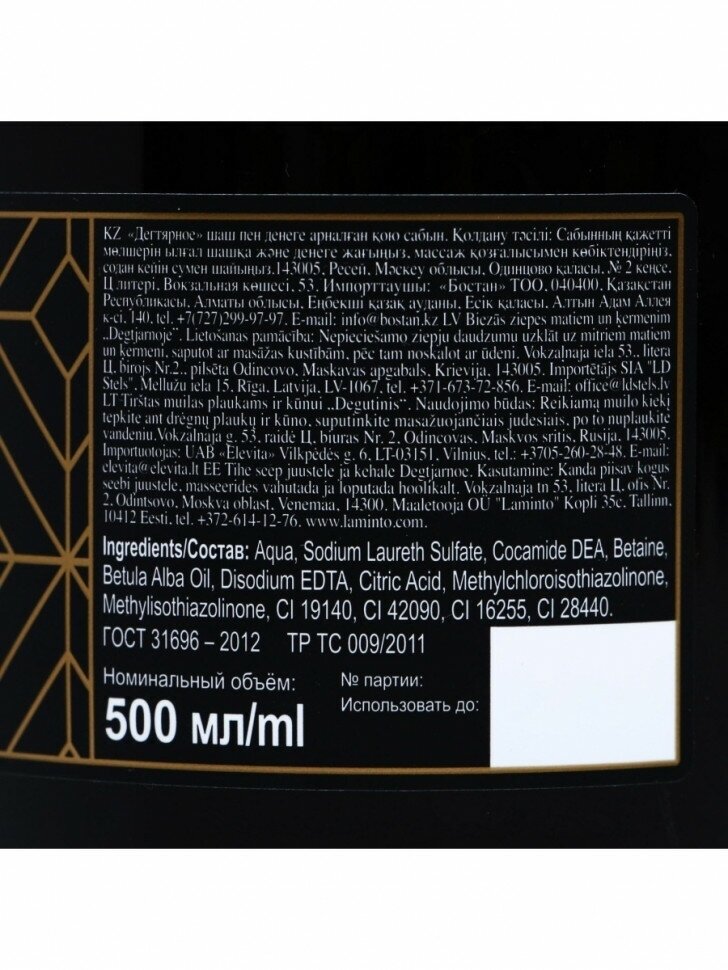 KZ «Дегтярное» шаш пен денеге арналған қою сабын. Қолдану тәсілі: Сабынның қажетті
мөлшерін ылғал шашқа және денеге жағыңыз, массаж қозғалысымен көбіктендіріңіз,
содан кейін сумен шайыңыз.143005, Ресей, Мәскеу облысы, Одинцово қаласы, № 2 кеңсе,
Ц литері, Вокзальная көшесі, 53. Импорттаушы: «Бостан» ТОО, 040400, Қазақстан
Республикасы, Алматы облысы, Еңбекші қазақ ауданы, Есік қаласы, Алтын Адам Аллея
к-сі, 140, tel. +7(727)299-97-97. E-mail: info@bostan.kz LV Biezās ziepes matiem un ķermenim
„Degtjarnoje". Lietošanas pamācība: Nepieciešamo ziepju daudzumu uzklāt uz mitriem matiem
un ķermeni, saputot ar masāžas kustībām, pēc tam noskalot ar ūdeni. Vokzaļnaja iela 53., litera
Ц, birojs Nr.2., pilsēta Odincovo, Maskavas apgabals, Krievija, 143005. Importētājs SIA "LD
Stels", Mellužu iela 15, Rīga, Latvija, LV-1067, tel. +371-673-72-856, E-mail: office@ldstels.lv
LT Tirštas muilas plaukams ir kūnui „Degutinis". Naudojimo būdas: Reikiamą muilo kiekį
tepkite ant drėgnų plaukų ir kūno, suputinkite masažuojančiais judesiais, po to nuplaukite
vandeniu.Vokzalnaja g. 53, raidė Ц, biuras Nr. 2, Odincovas, Maskvos sritis, Rusija, 143005.
Importuotojas: UAB «Elevita» Vilkpėdės g. 6, LT-03151, Vilnius, tel.: +3705-260-28-48, E-mail:
elevita@elevita.lt EE Tihe seep juustele ja kehale Degtjarnoe. Kasutamine: Kanda piisav kogus
seebi juustele, masseerides vahutada ja loputada hoolikalt. Vokzalnaja tn 53, litera Ц, ofis Nr.
2, Odintsovo, Moskva oblast, Venemaa, 14300. Maaletooja OÜ "Laminto" Kopli 35c, Tallinn,
10412 Eesti, tel. +372-614-12-76, www.laminto.com.
Ingredients/Состав: Aqua, Sodium Laureth Sulfate, Cocamide DEA, Betaine,
Betula Alba Oil, Disodium EDTA, Citric Acid, Methylchloroisothiazolinone,
Methylisothiazolinone, CI 19140, CI 42090, CI 16255, CI 28440.
ГОСТ 31696 – 2012 ТР ТС 009/2011
Номинальный объём: № партии:
500 мл/ml Использовать до: